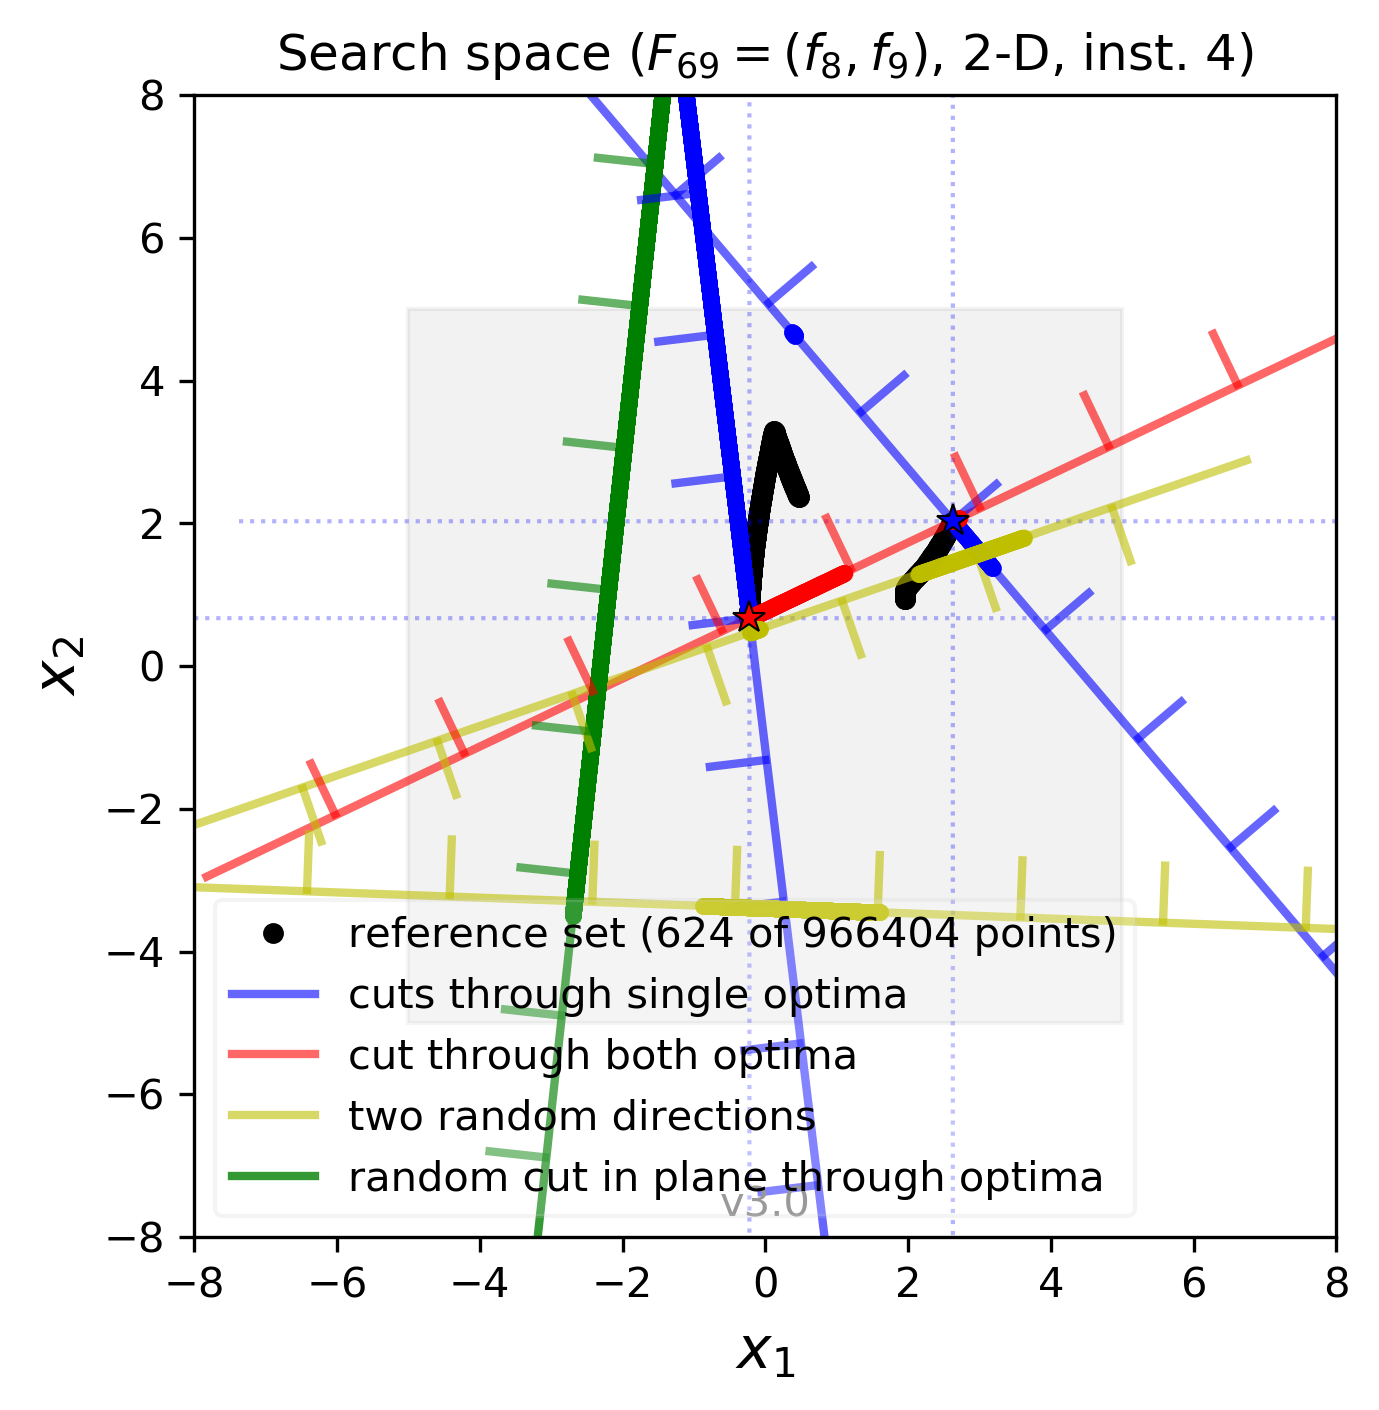 Search space (F69 = (f8, f9), 2-D, inst. 4)
8
6
4
2
0
−2
−4
−6
−8
x2
reference set (624 of 966404 points)
cuts through single optima
cut through both optima
two random directions
random cut in plane through optima
v3.0
−8 −6 −4 −2 0 2 4 6 8
x1